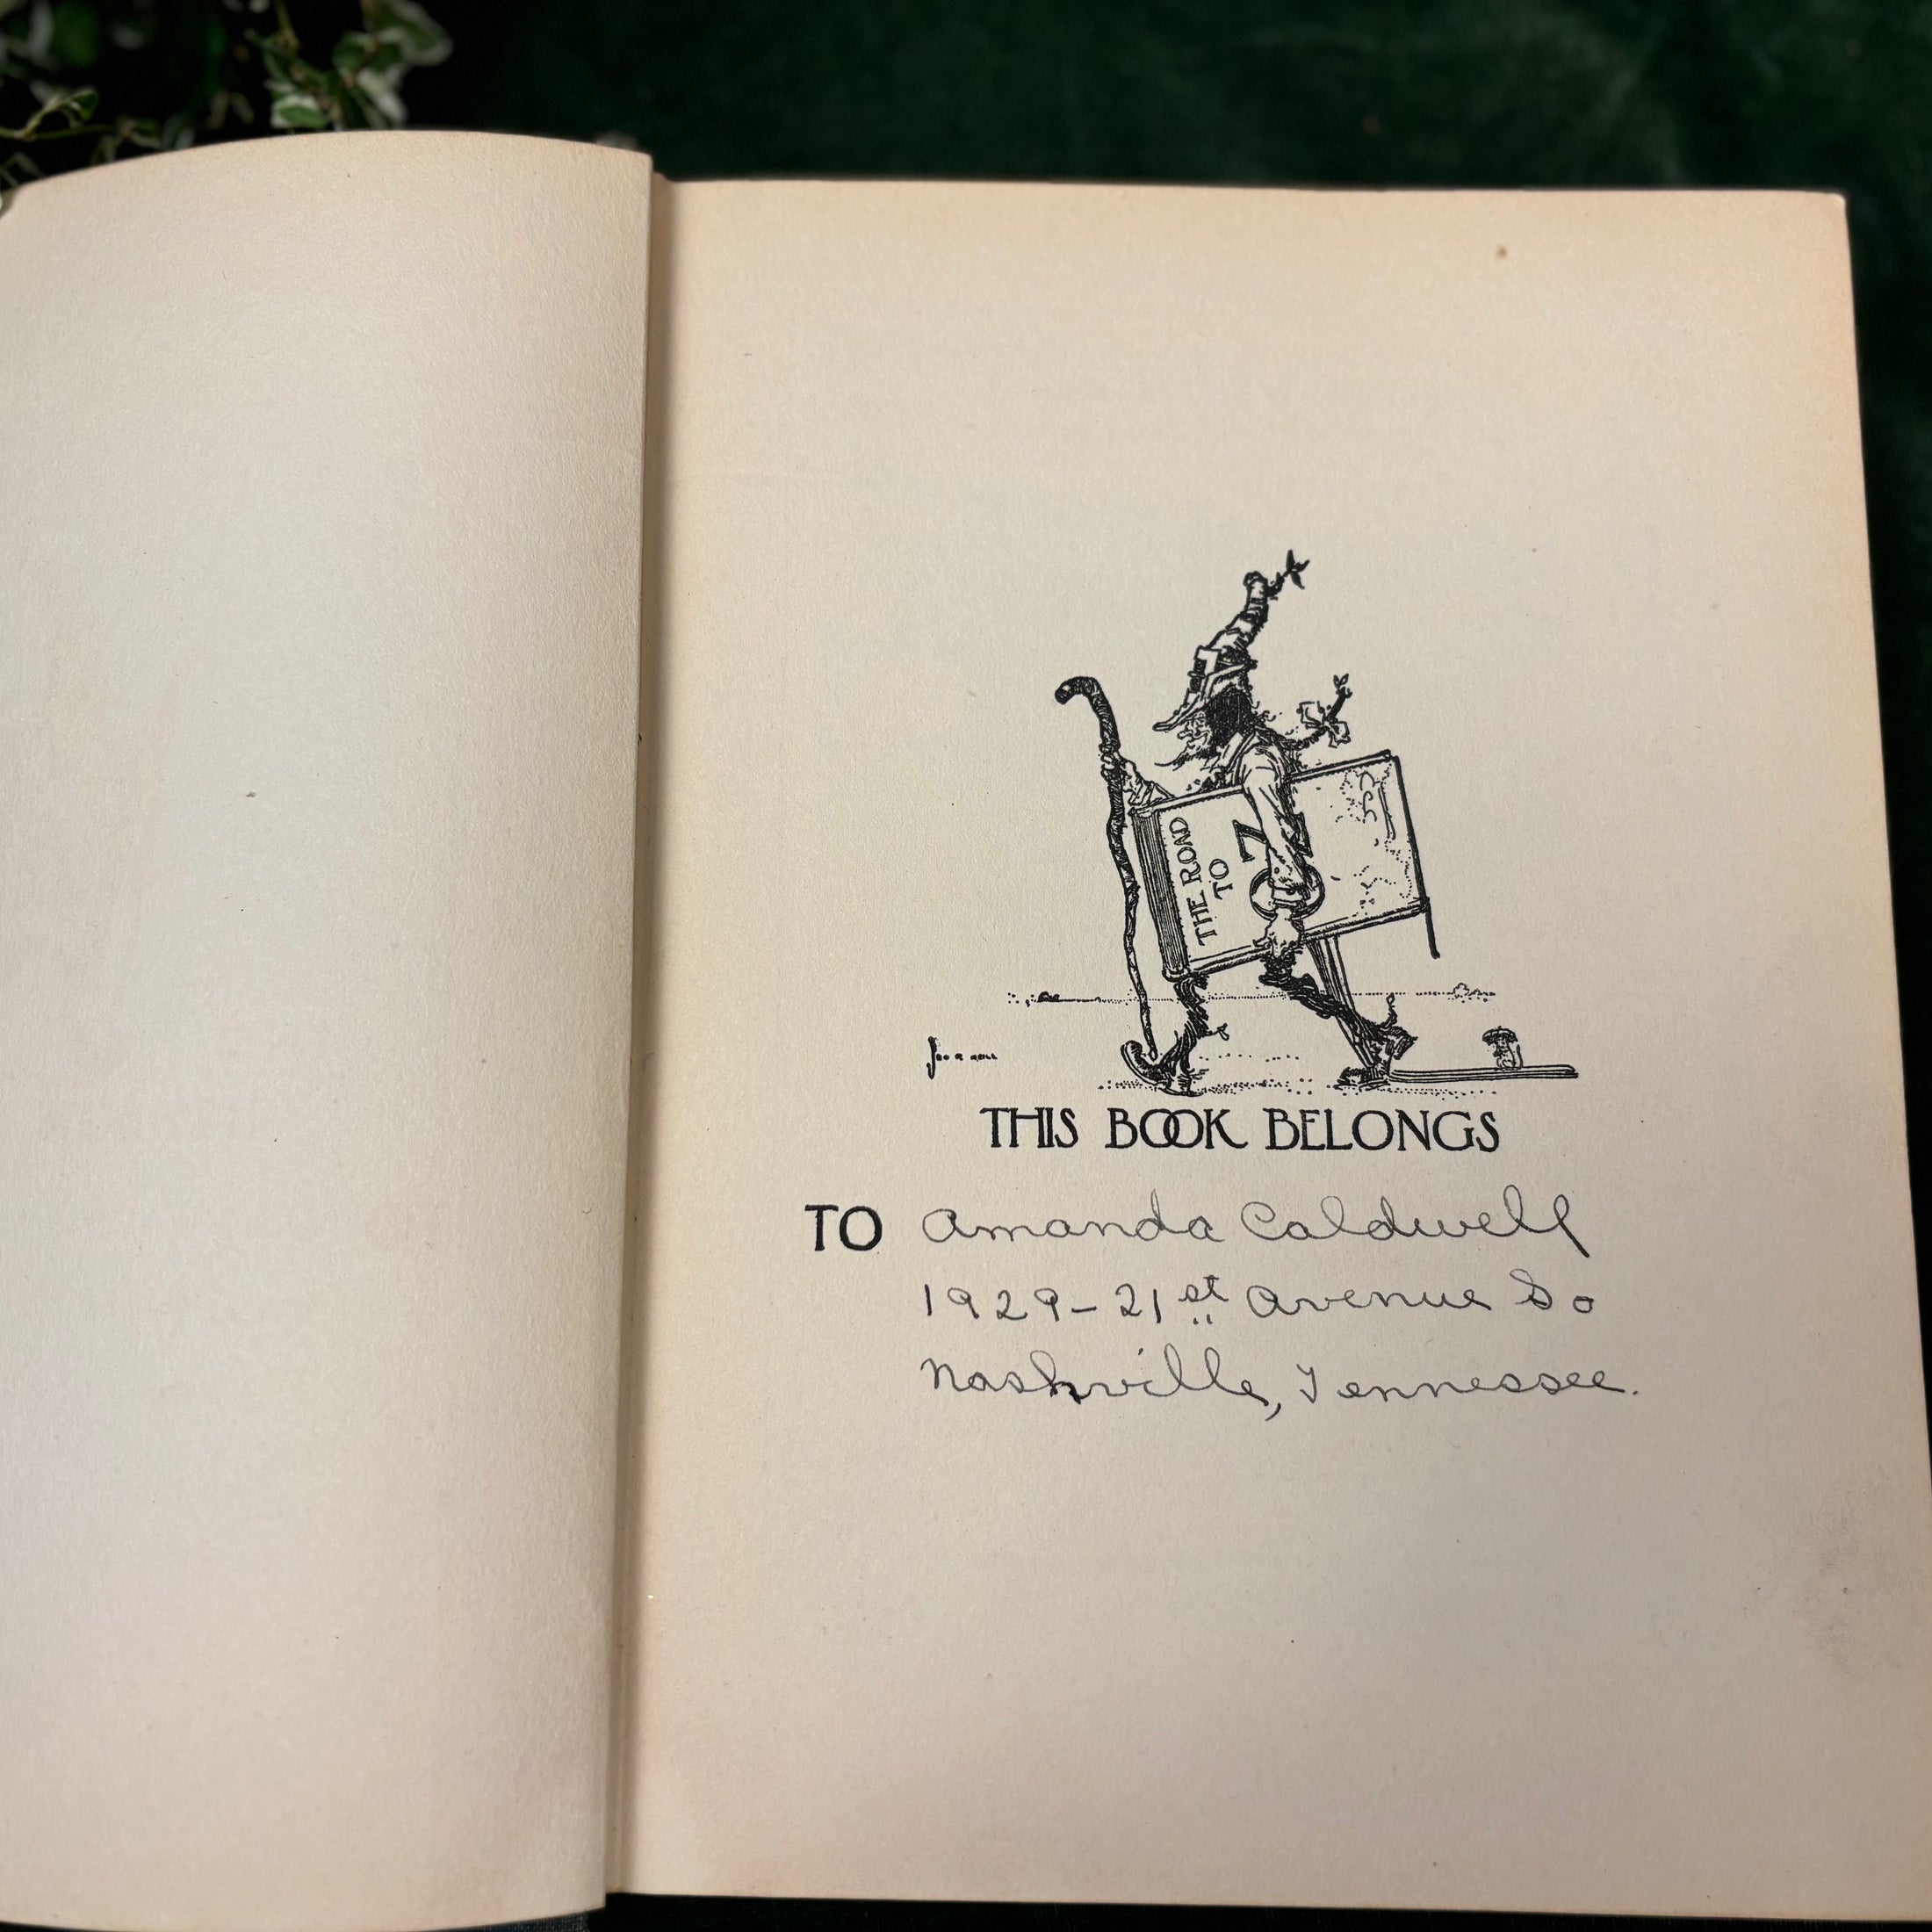 THE ROAD
TO
OZ
THIS BOOK BELONGS
TO Amanda Caldwell
1929-21st Avenue So
Nashville, Tennessee.